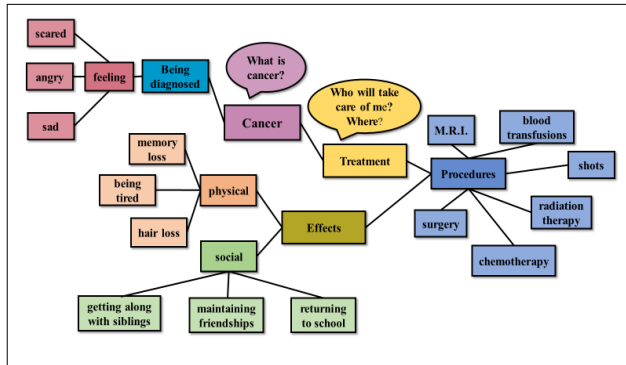 scared
angry
sad
feeling
Being
diagnosed
What is
cancer?
Cancer
Who will take
care of me?
Where?
Treatment
M.R.I.
blood
transfusions
shots
Procedures
radiation
therapy
surgery
chemotherapy
memory
loss
being
tired
hair loss
physical
Effects
social
getting along
with siblings
maintaining
friendships
returning
to school